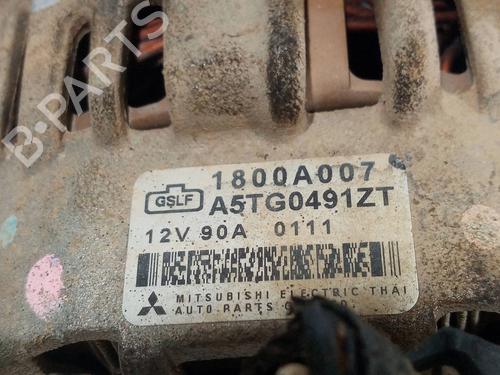 B-PARTS
GSLF
1800A007
A5TG0491ZT
12V 90A 0111
MITSUBISHI ELECTRIC THAI
AUTO PARTS